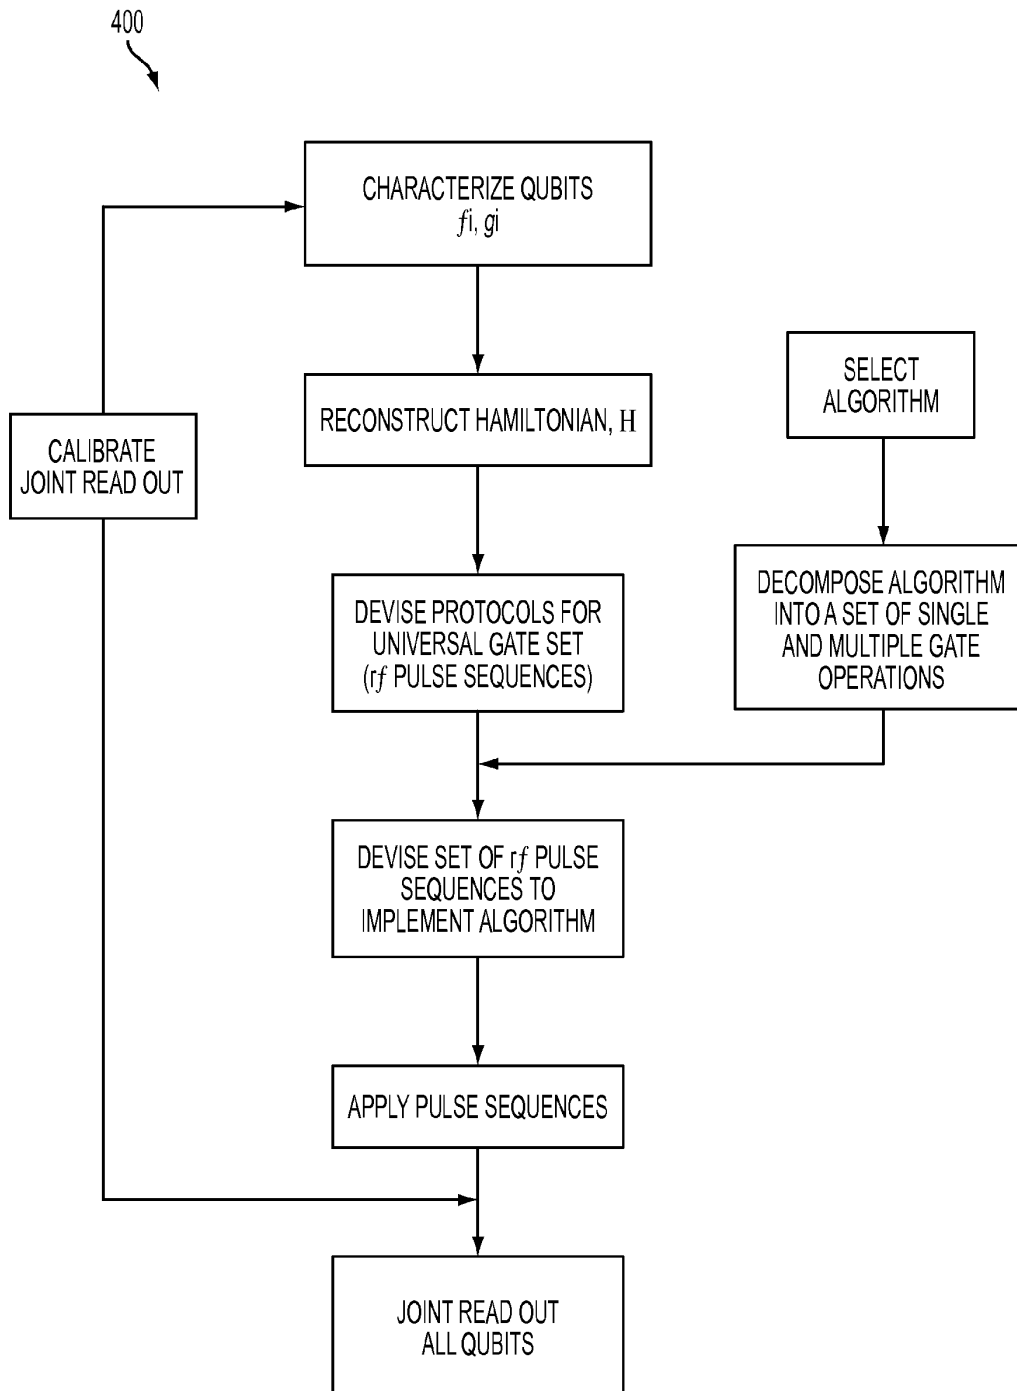 400
CHARACTERIZE QUBITS
fi, gi
RECONSTRUCT HAMILTONIAN, H
SELECT
ALGORITHM
CALIBRATE
JOINT READ OUT
DEVISE PROTOCOLS FOR
UNIVERSAL GATE SET
(rf PULSE SEQUENCES)
DECOMPOSE ALGORITHM
INTO A SET OF SINGLE
AND MULTIPLE GATE
OPERATIONS
DEVISE SET OF rf PULSE
SEQUENCES TO
IMPLEMENT ALGORITHM
APPLY PULSE SEQUENCES
JOINT READ OUT
ALL QUBITS